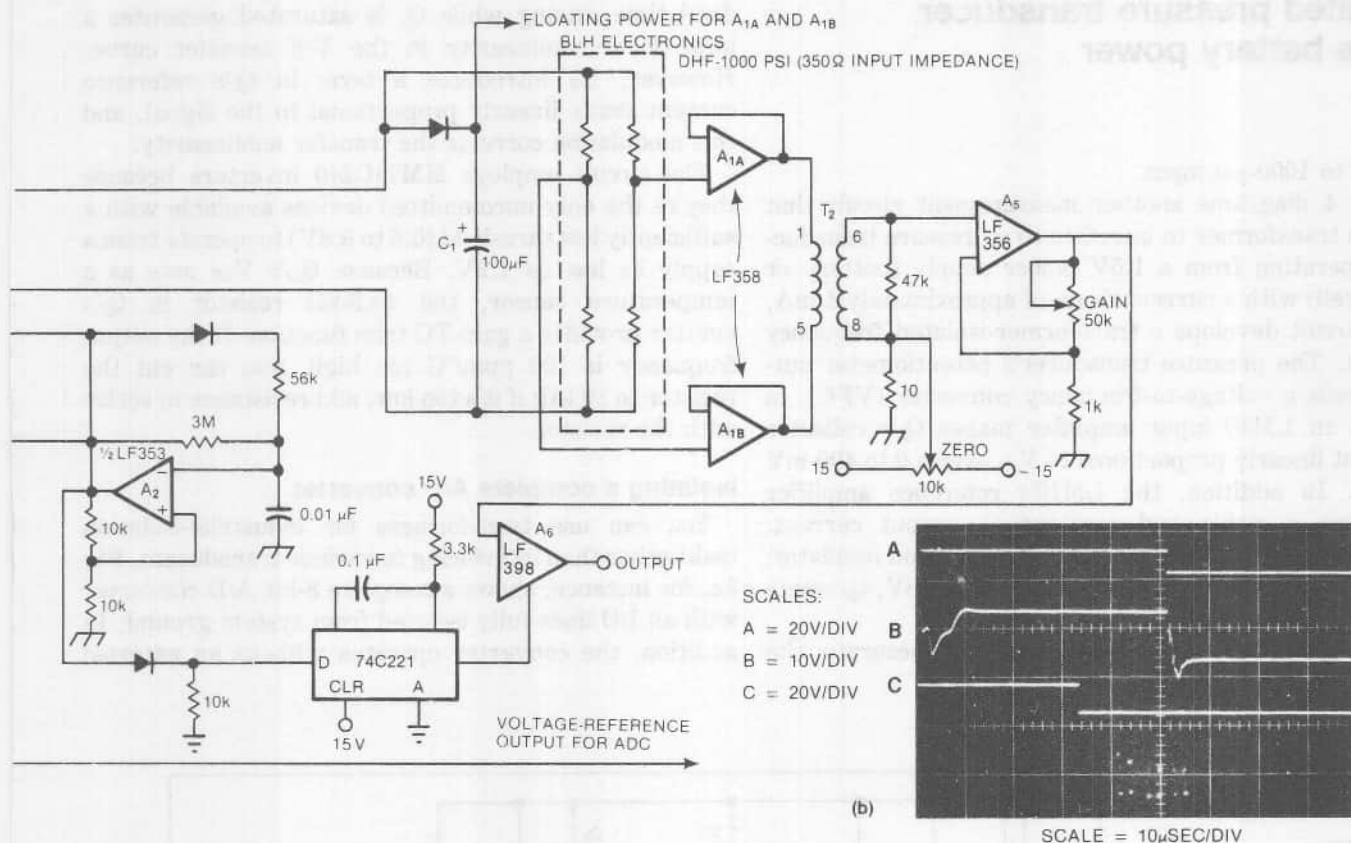 FLOATING POWER FOR A1A AND A1B
BLH ELECTRONICS
DHF-1000 PSI (350Ω INPUT IMPEDANCE)
A1A
C1
+
100µF
LF358
T2
1
6
5
47K
A5
LF
356
GAIN
50k
10
1k
A1B
ZERO
15
-15
10k
56k
3M
½ LF353
A2
−
+
0.01 µF
10k
10k
15V
3.3k
0.1 µF
A6
LF
398
OUTPUT
D
74C221
CLR
A
10k
15V
VOLTAGE-REFERENCE
OUTPUT FOR ADC
SCALES:
A = 20V/DIV
B = 10V/DIV
C = 20V/DIV
A
B
C
(b)
SCALE = 10µSEC/DIV